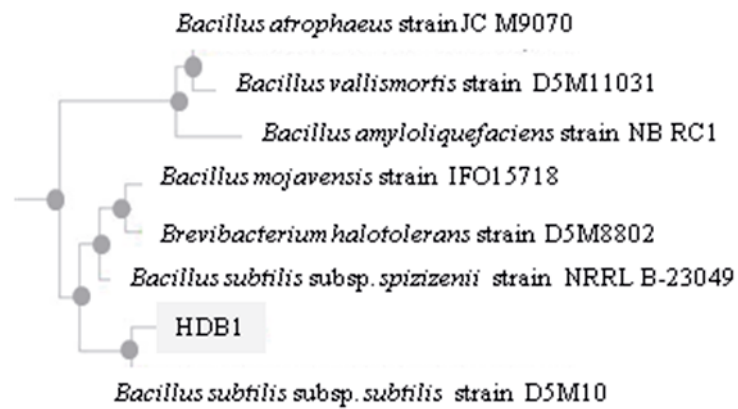 Bacillus atrophaeus strain JC M9070
Bacillus vallismortis strain D5M11031
Bacillus amyloliquefaciens strain NB RC1
Bacillus mojavensis strain IFO15718
Brevibacterium halotolerans strain D5M8802
Bacillus subtilis subsp. spizizenii strain NRRL B-23049
HDB1
Bacillus subtilis subsp. subtilis strain D5M10